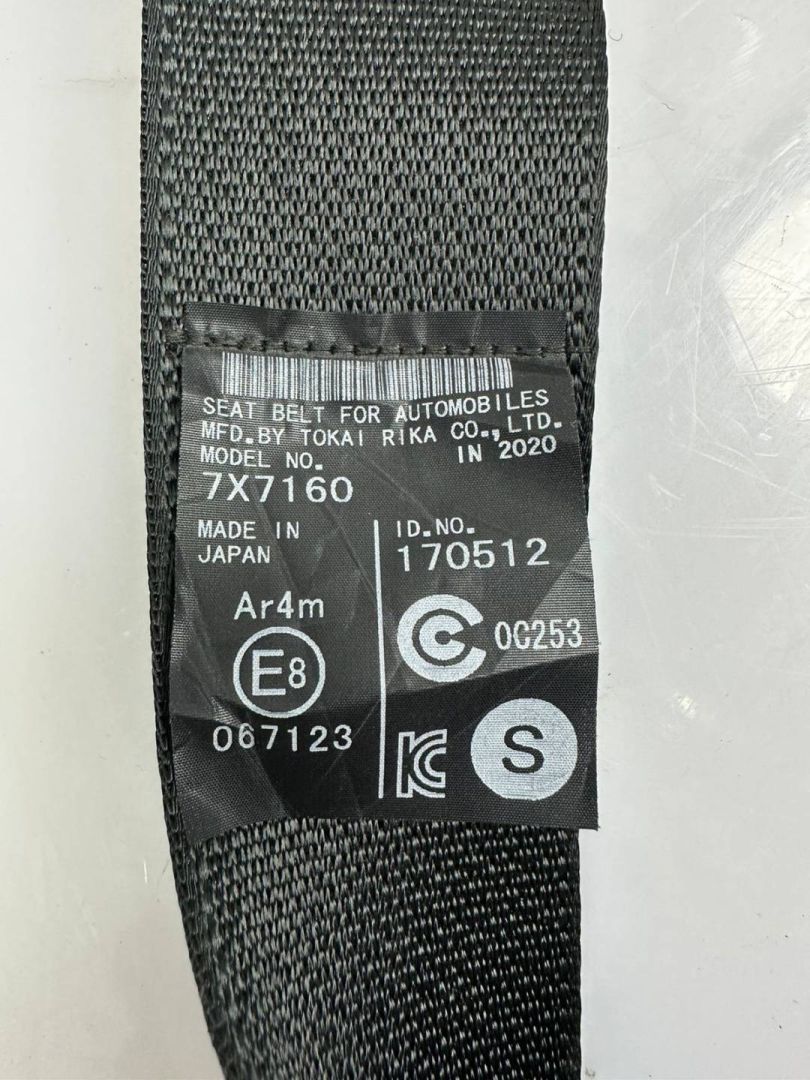 SEAT BELT FOR AUTOMOBILES
MFD.BY TOKAI RIKA CO.,LTD.
MODEL NO. IN 2020
7X7160
MADE IN
JAPAN
Ar4m
E8
067123
ID.NO.
170512
C 0C253
KC S